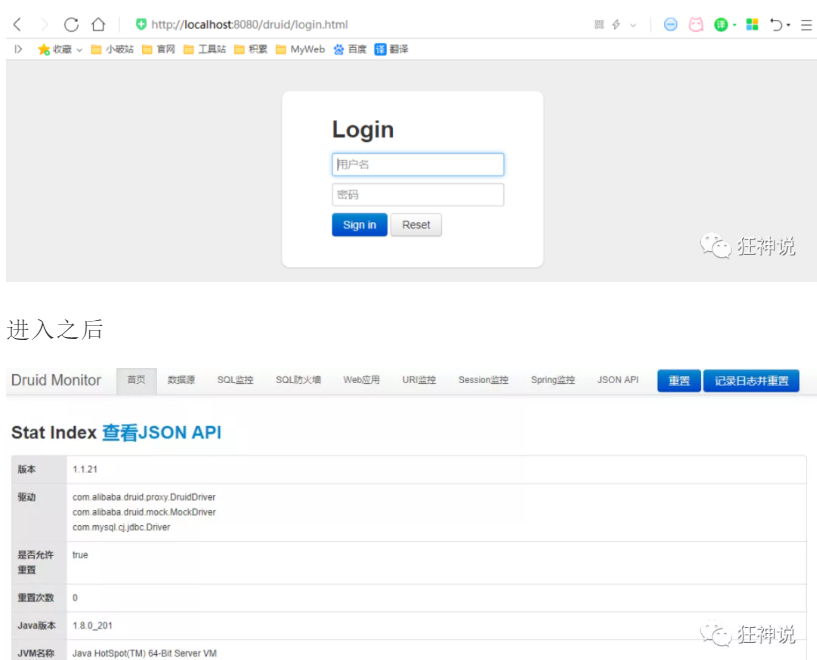 http://localhost:8080/druid/login.html
收藏 小破站 官网 工具站 积累 MyWeb 百度 译 翻译
Login
用户名
密码
Sign in Reset
狂神说
进入之后
Druid Monitor 首页 数据源 SQL监控 SQL防火墙 Web应用 URI监控 Session监控 Spring监控 JSON API 重置 记录日志并重置
Stat Index 查看JSON API
版本 1.1.21
驱动 com.alibaba.druid.proxy.DruidDriver
com.alibaba.druid.mock.MockDriver
com.mysql.cj.jdbc.Driver
是否允许 true
重置
重置次数 0
Java版本 1.8.0_201
狂神说
JVM名称 Java HotSpot(TM) 64-Bit Server VM